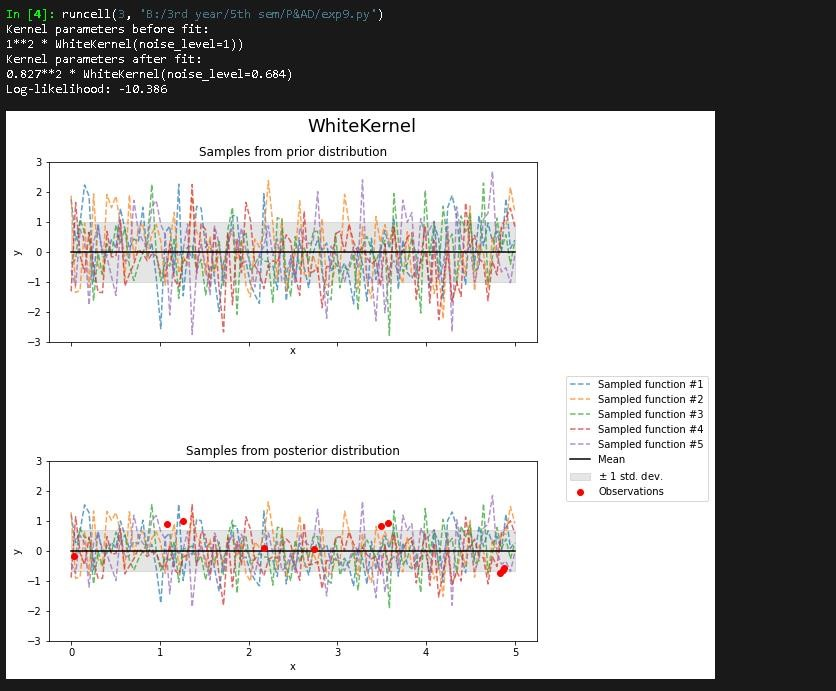 In [4]: runcell(3, 'B:/3rd year/5th sem/P&AD/exp9.py')
Kernel parameters before fit:
1**2 * WhiteKernel(noise_level=1))
Kernel parameters after fit:
0.827**2 * WhiteKernel(noise_level=0.684)
Log-likelihood: -10.386
WhiteKernel
Samples from prior distribution
3
2
1
0
−1
−2
−3
y
x
Sampled function #1
Sampled function #2
Sampled function #3
Sampled function #4
Sampled function #5
Mean
± 1 std. dev.
Observations
Samples from posterior distribution
3
2
1
0
−1
−2
−3
y
0 1 2 3 4 5
x